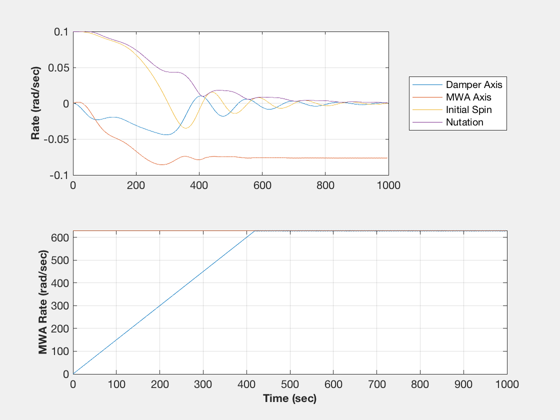 0.1
0.05
0
-0.05
-0.1
Rate (rad/sec)
0 200 400 600 800 1000
Damper Axis
MWA Axis
Initial Spin
Nutation
600
500
400
300
200
100
0
MWA Rate (rad/sec)
0 100 200 300 400 500 600 700 800 900 1000
Time (sec)